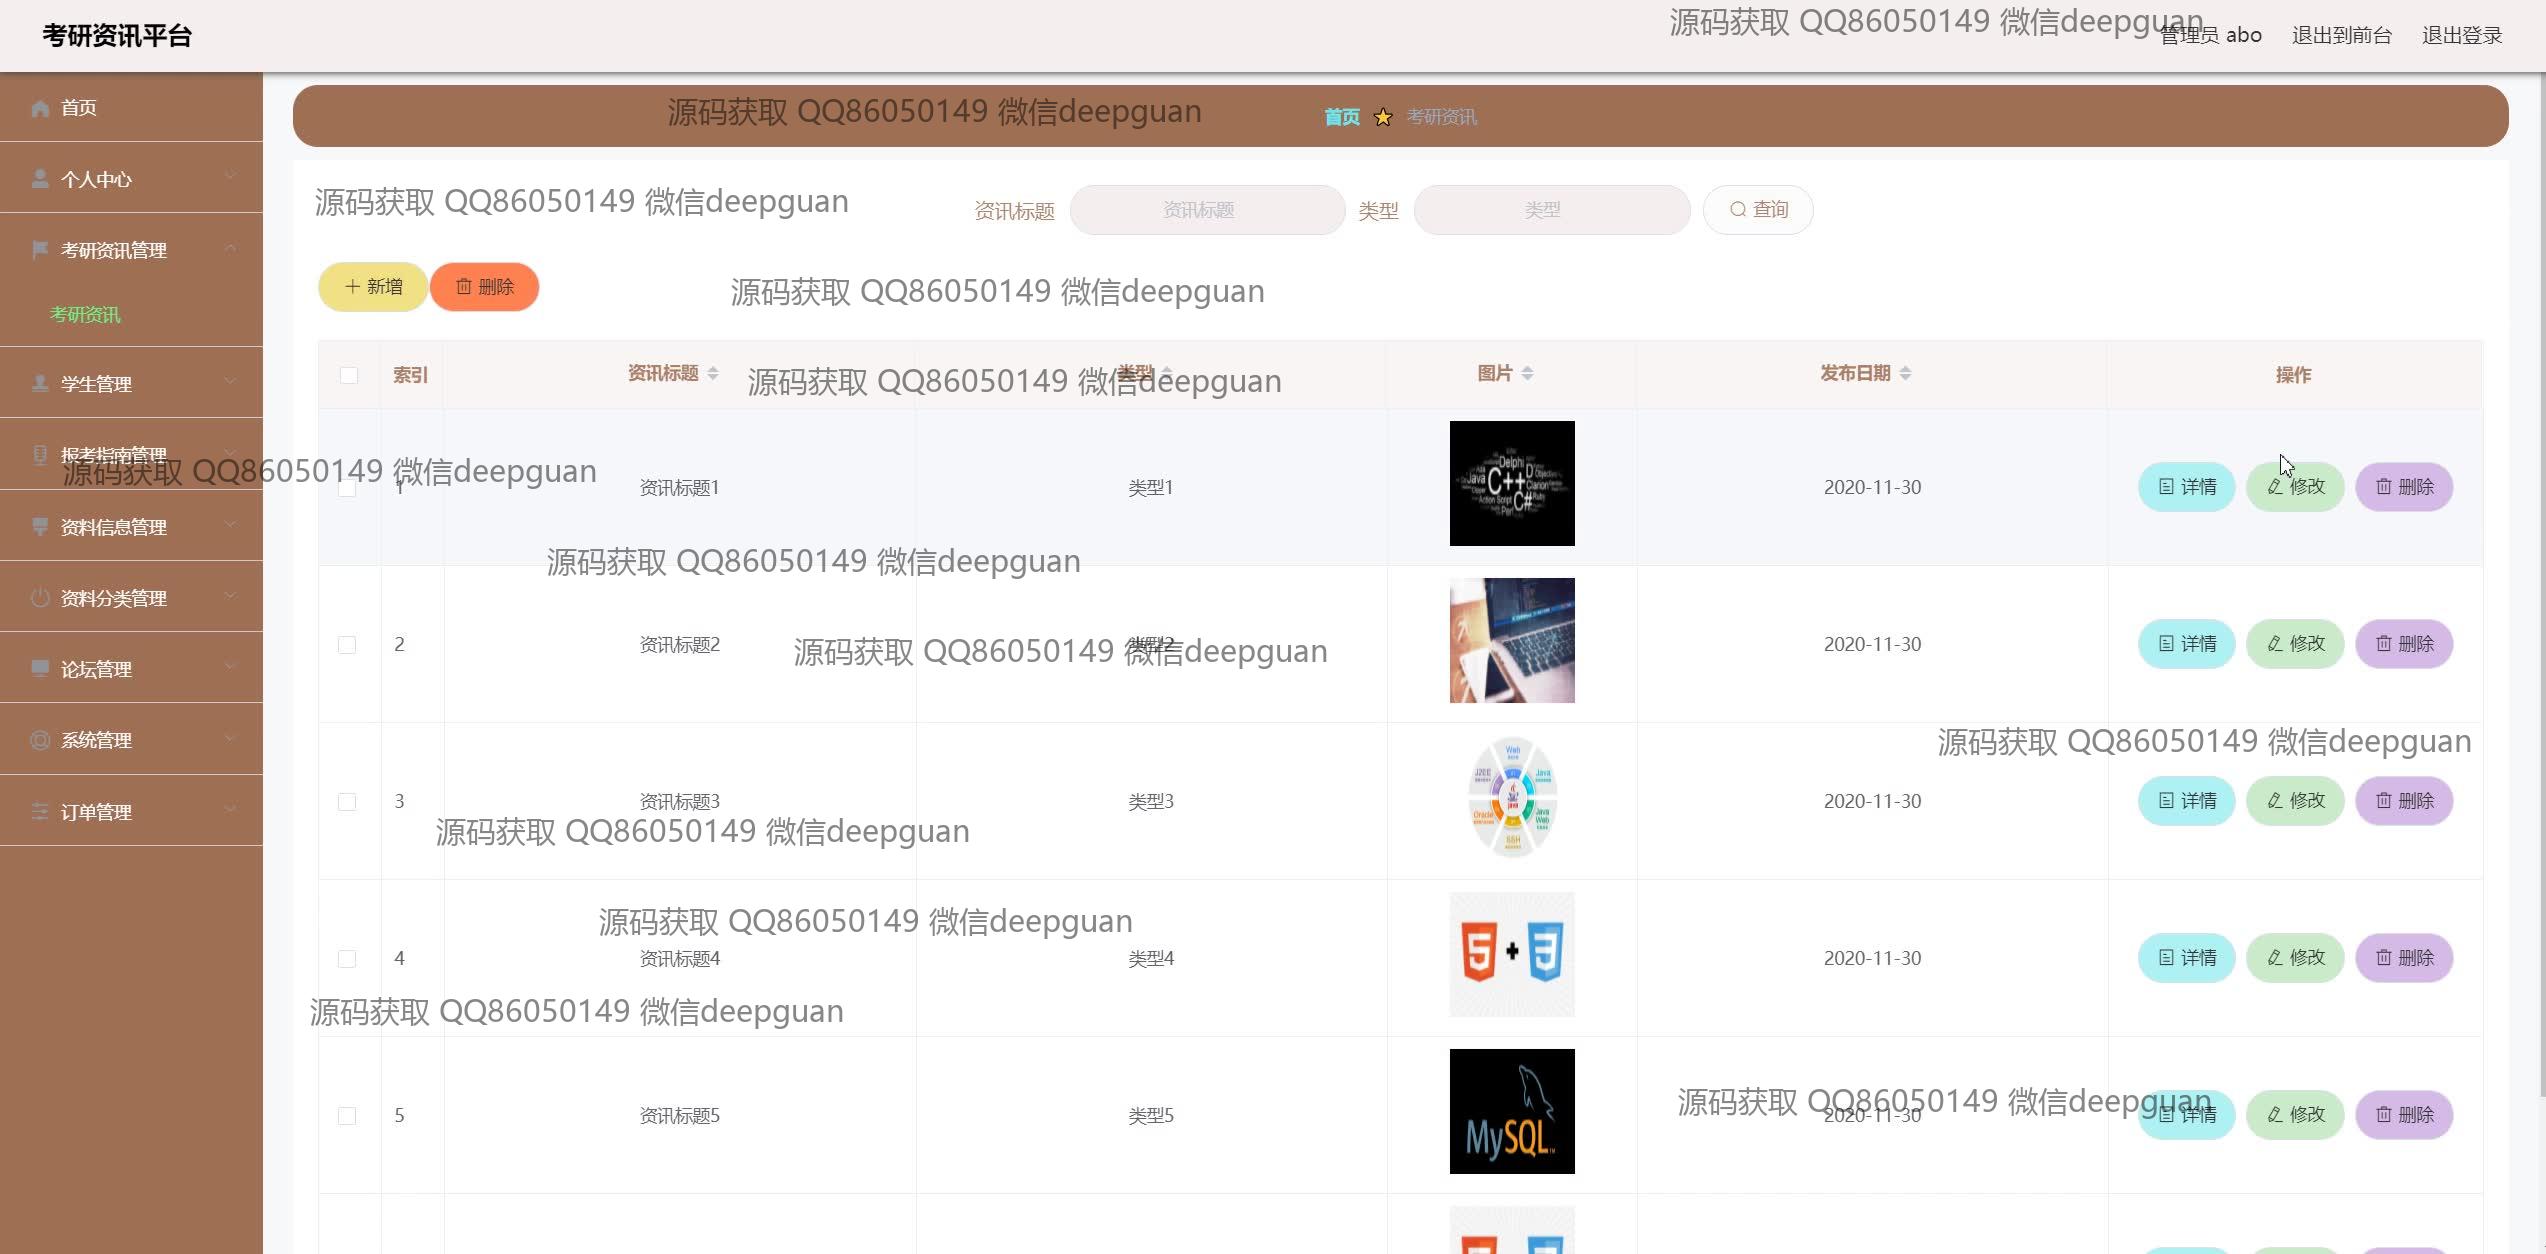 考研资讯平台
源码获取 QQ86050149 微信deepguan
管理员 abo
退出到前台
退出登录
首页
个人中心
考研资讯管理
考研资讯
学生管理
报考指南管理
资料信息管理
资料分类管理
论坛管理
系统管理
订单管理
源码获取 QQ86050149 微信deepguan
首页
考研资讯
源码获取 QQ86050149 微信deepguan
资讯标题
资讯标题
类型
类型
查询
新增
删除
源码获取 QQ86050149 微信deepguan
索引
资讯标题
类型
图片
发布日期
操作
源码获取 QQ86050149 微信deepguan
源码获取 QQ86050149 微信deepguan
1
资讯标题1
类型1
Delphi
Java
C++
D
C#
Clarion
Action Script
Perl
Ruby
2020-11-30
详情
修改
删除
源码获取 QQ86050149 微信deepguan
2
资讯标题2
类型2
2020-11-30
详情
修改
删除
源码获取 QQ86050149 微信deepguan
源码获取 QQ86050149 微信deepguan
3
资讯标题3
类型3
Web
J2EE
Java
Oracle
Java
Web
SSH
2020-11-30
详情
修改
删除
源码获取 QQ86050149 微信deepguan
源码获取 QQ86050149 微信deepguan
4
资讯标题4
类型4
5 + 3
2020-11-30
详情
修改
删除
源码获取 QQ86050149 微信deepguan
5
资讯标题5
类型5
MySQL
2020-11-30
详情
修改
删除
源码获取 QQ86050149 微信deepguan